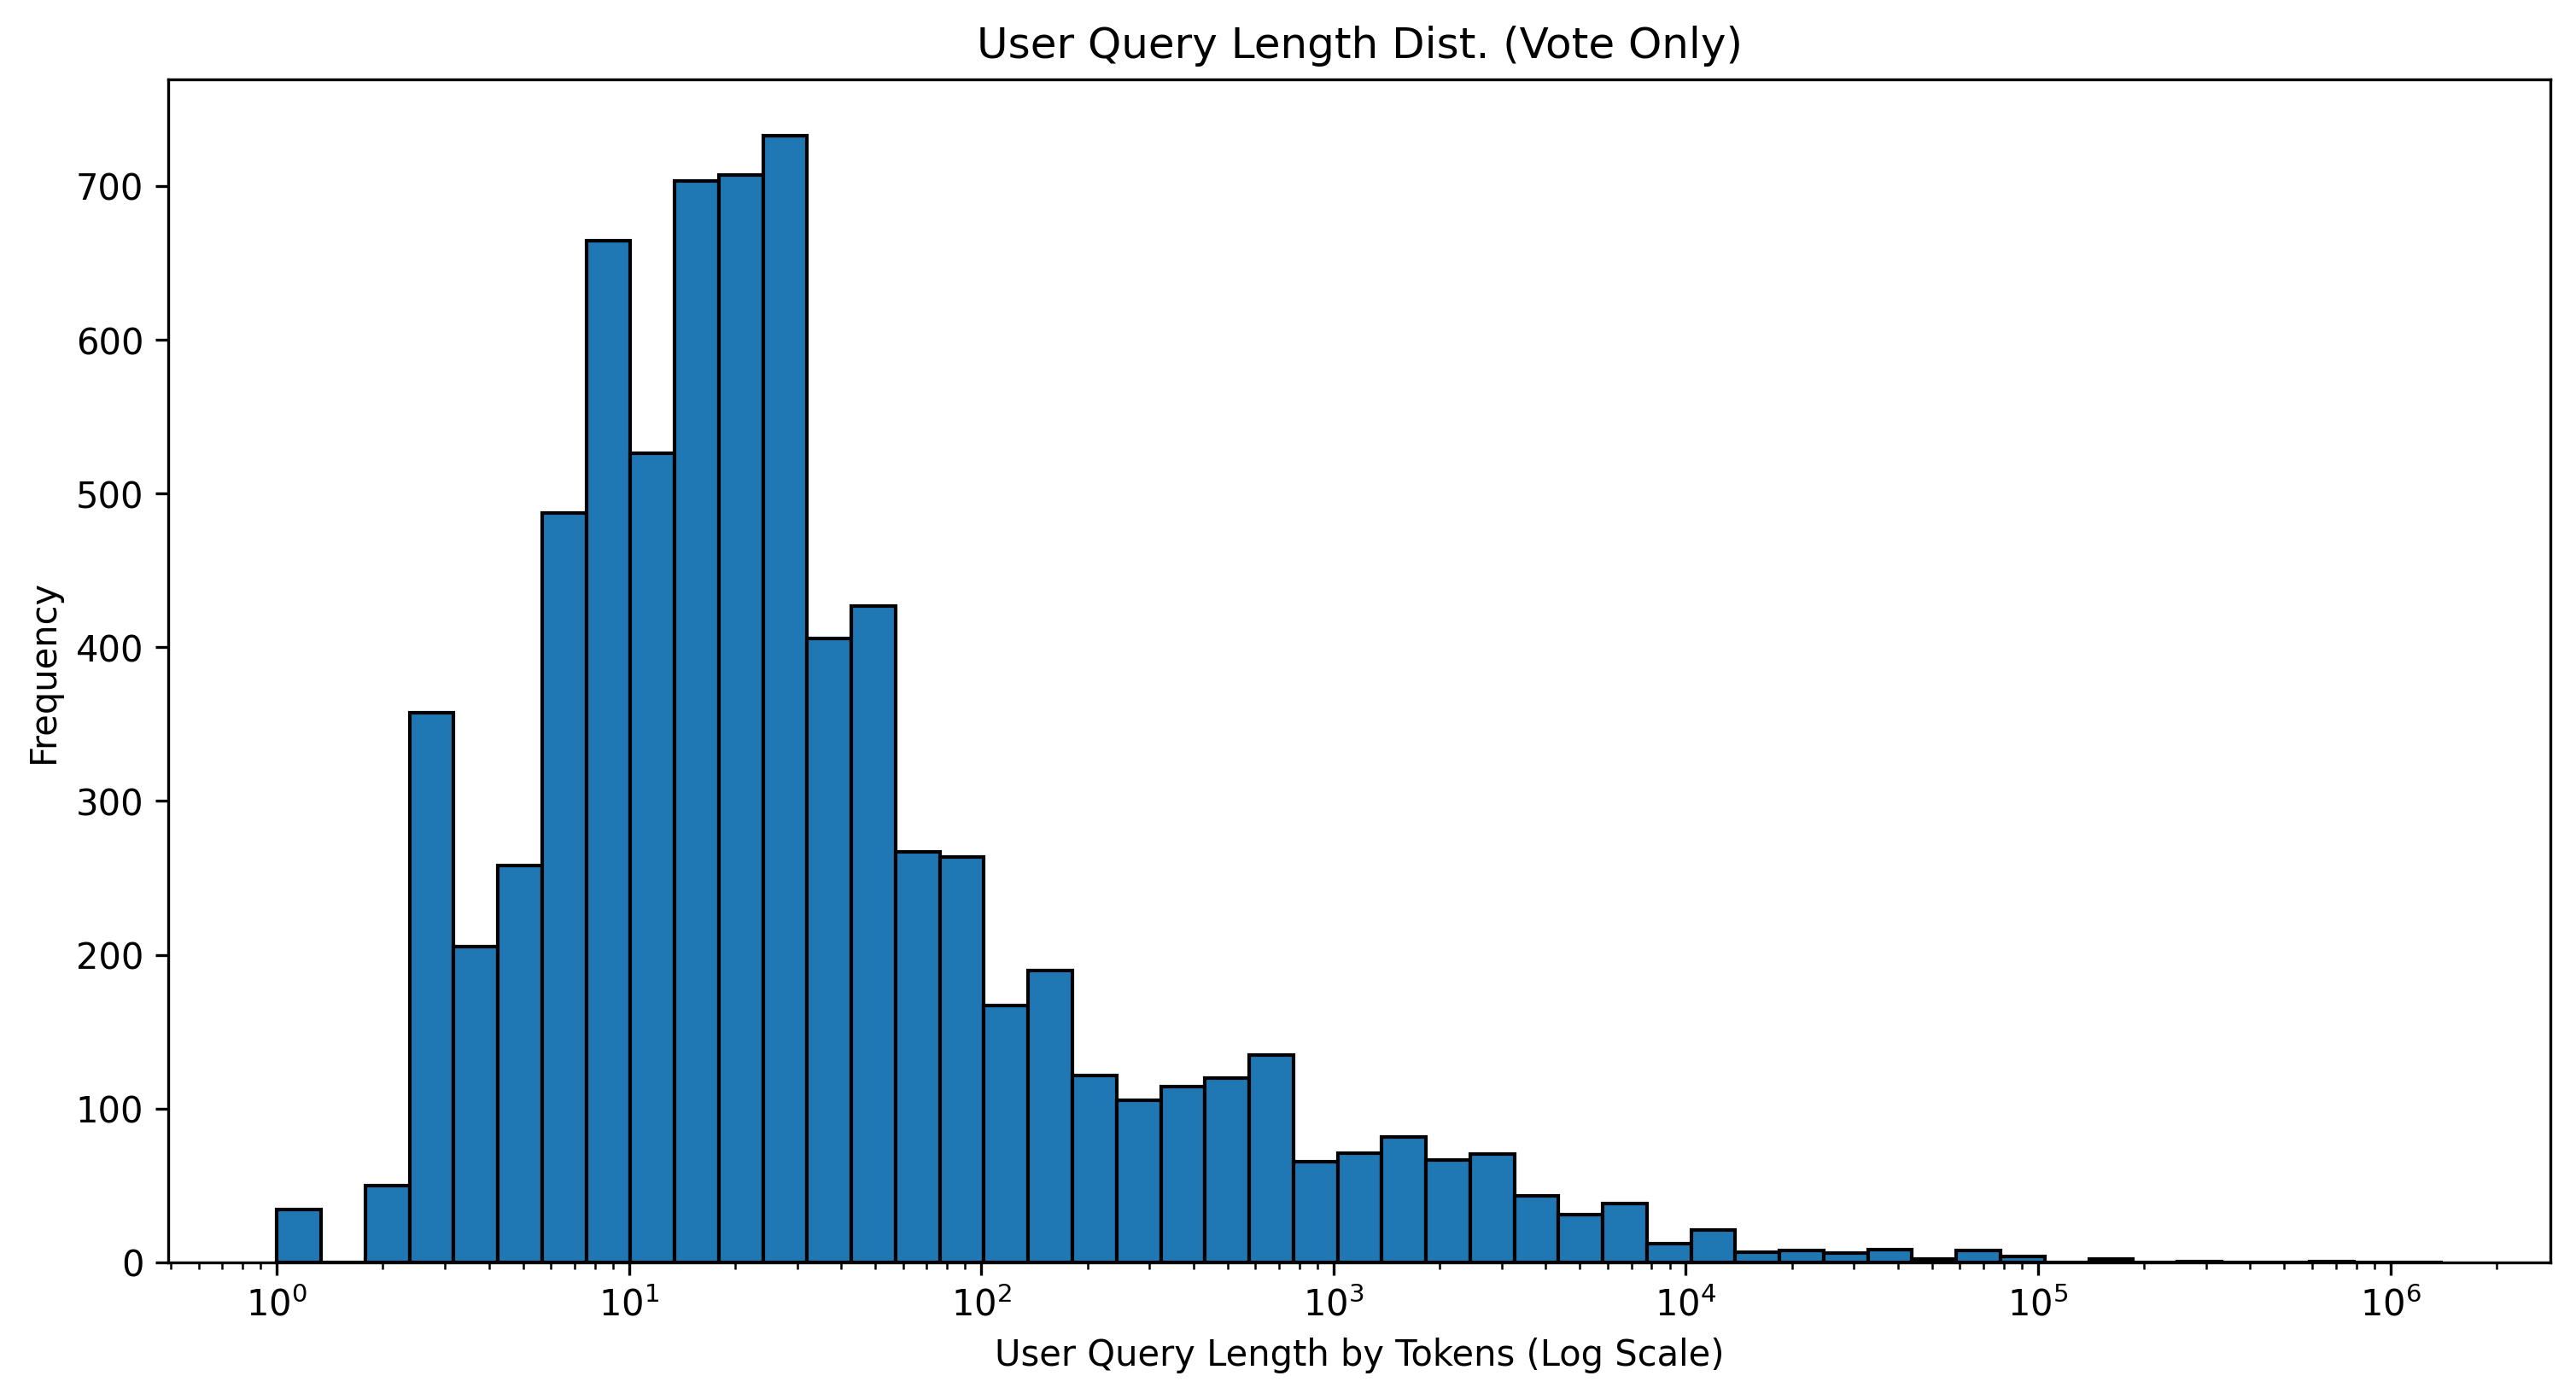 User Query Length Dist. (Vote Only)
700
600
500
400
300
200
100
0
Frequency
10⁰ 10¹ 10² 10³ 10⁴ 10⁵ 10⁶
User Query Length by Tokens (Log Scale)